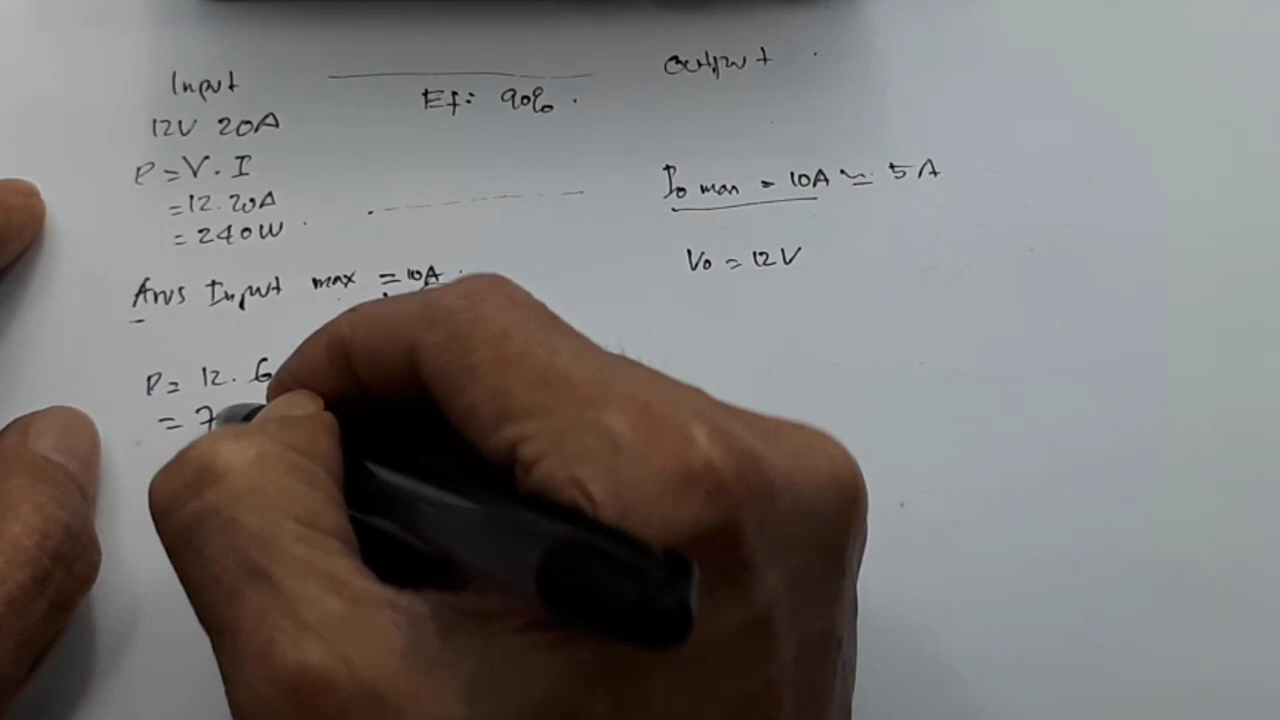 Input
12V 20A
P = V. I
= 12. 20A
= 240W
Arus Input max = 10A
P = 12. 6
= 7
Ef: 90%.
Output
Io max = 10A ~ 5A
Vo = 12V